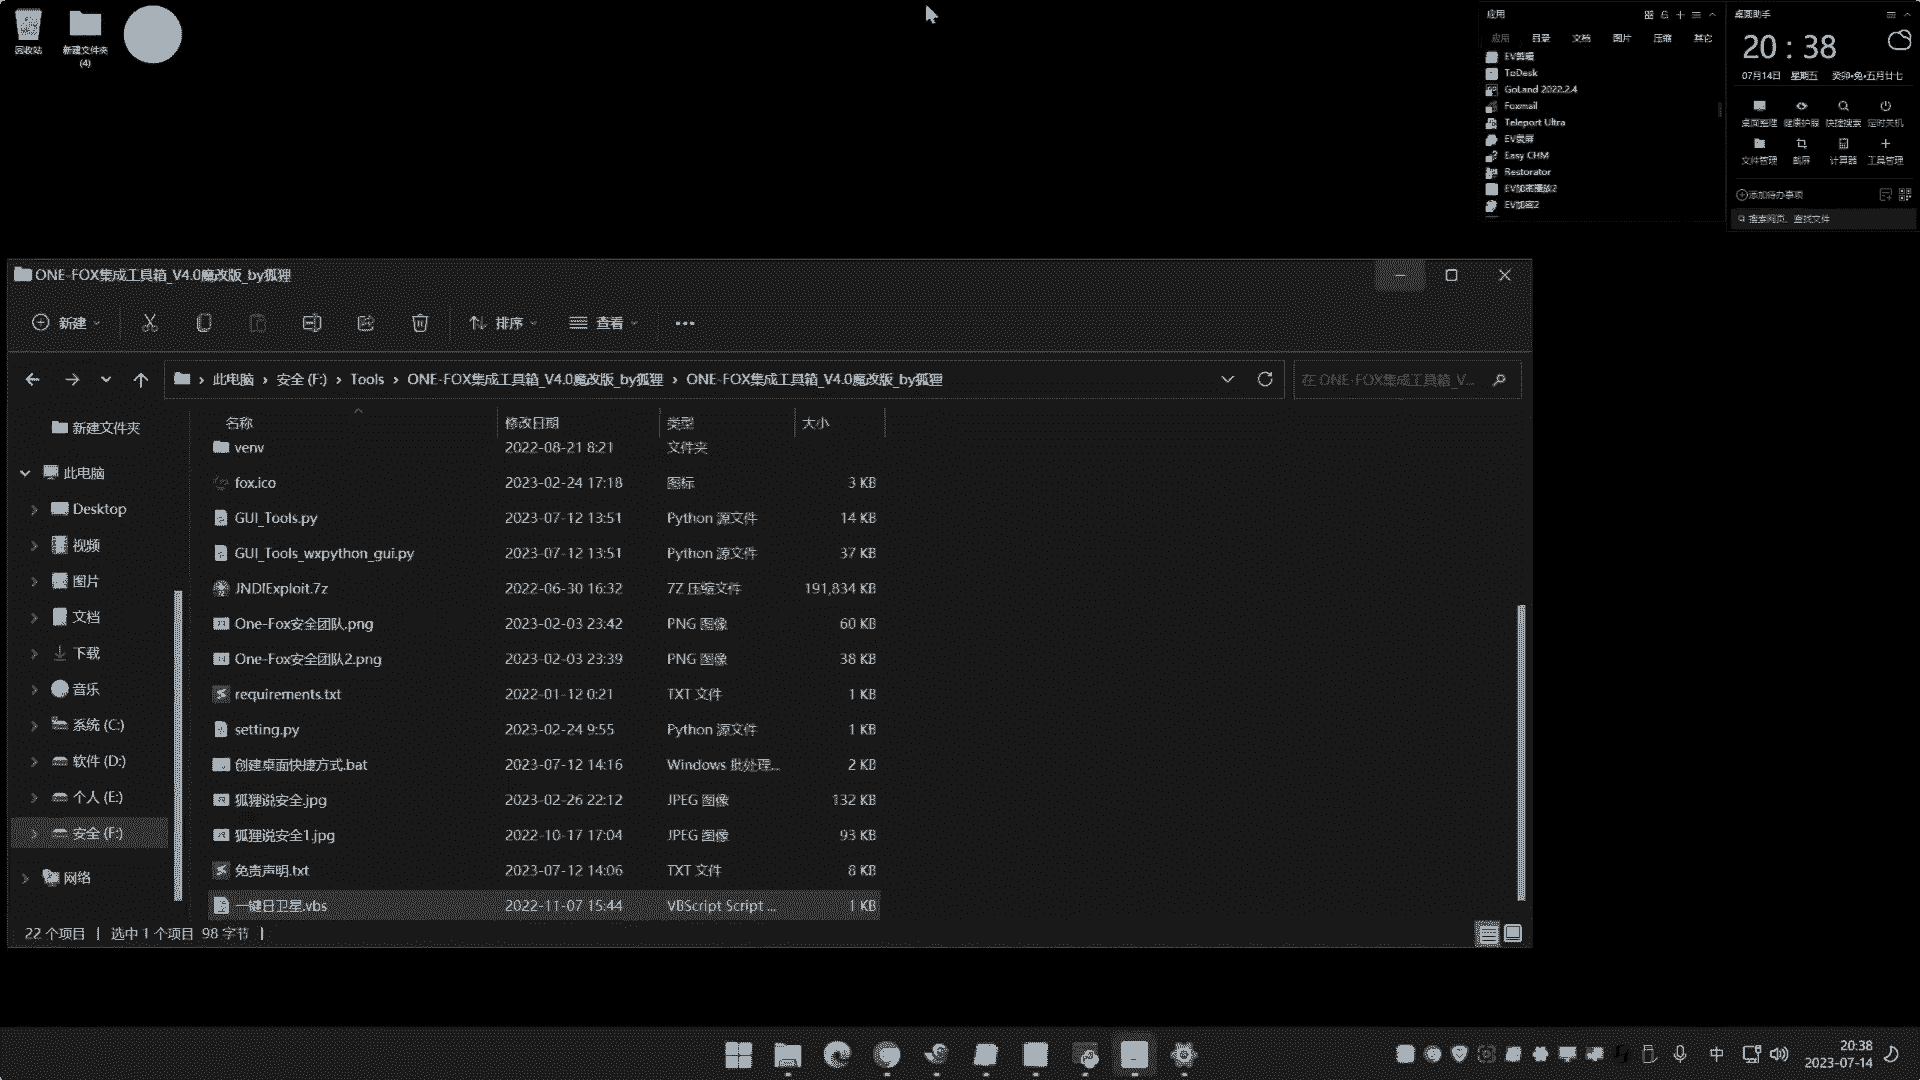 回收站
新建文件夹
(4)
应用
应用 目录 文档 图片 压缩 其它
EV剪辑
ToDesk
GoLand 2022.2.4
Foxmail
Teleport Ultra
EV录屏
Easy CHM
Restorator
EV加密播放2
EV加密2
桌面助手
20 : 38
07月14日 星期五 癸卯•兔•五月廿七
桌面整理 健康护眼 快捷搜索 定时关机
文件管理 截屏 计算器 工具管理
添加待办事项
搜索网页、查找文件
ONE-FOX集成工具箱_V4.0魔改版_by狐狸
新建 排序 查看
此电脑 › 安全 (F:) › Tools › ONE-FOX集成工具箱_V4.0魔改版_by狐狸 › ONE-FOX集成工具箱_V4.0魔改版_by狐狸
在 ONE-FOX集成工具箱_V...
新建文件夹
此电脑
Desktop
视频
图片
文档
下载
音乐
系统 (C:)
软件 (D:)
个人 (E:)
安全 (F:)
网络
名称 修改日期 类型 大小
venv 2022-08-21 8:21 文件夹
fox.ico 2023-02-24 17:18 图标 3 KB
GUI_Tools.py 2023-07-12 13:51 Python 源文件 14 KB
GUI_Tools_wxpython_gui.py 2023-07-12 13:51 Python 源文件 37 KB
JNDIExploit.7z 2022-06-30 16:32 7Z 压缩文件 191,834 KB
One-Fox安全团队.png 2023-02-03 23:42 PNG 图像 60 KB
One-Fox安全团队2.png 2023-02-03 23:39 PNG 图像 38 KB
requirements.txt 2022-01-12 0:21 TXT 文件 1 KB
setting.py 2023-02-24 9:55 Python 源文件 1 KB
创建桌面快捷方式.bat 2023-07-12 14:16 Windows 批处理... 2 KB
狐狸说安全.jpg 2023-02-26 22:12 JPEG 图像 132 KB
狐狸说安全1.jpg 2022-10-17 17:04 JPEG 图像 93 KB
免责声明.txt 2023-07-12 14:06 TXT 文件 8 KB
一键日卫星.vbs 2022-11-07 15:44 VBScript Script ... 1 KB
22 个项目 | 选中 1 个项目 98 字节 |
中
20:38
2023-07-14